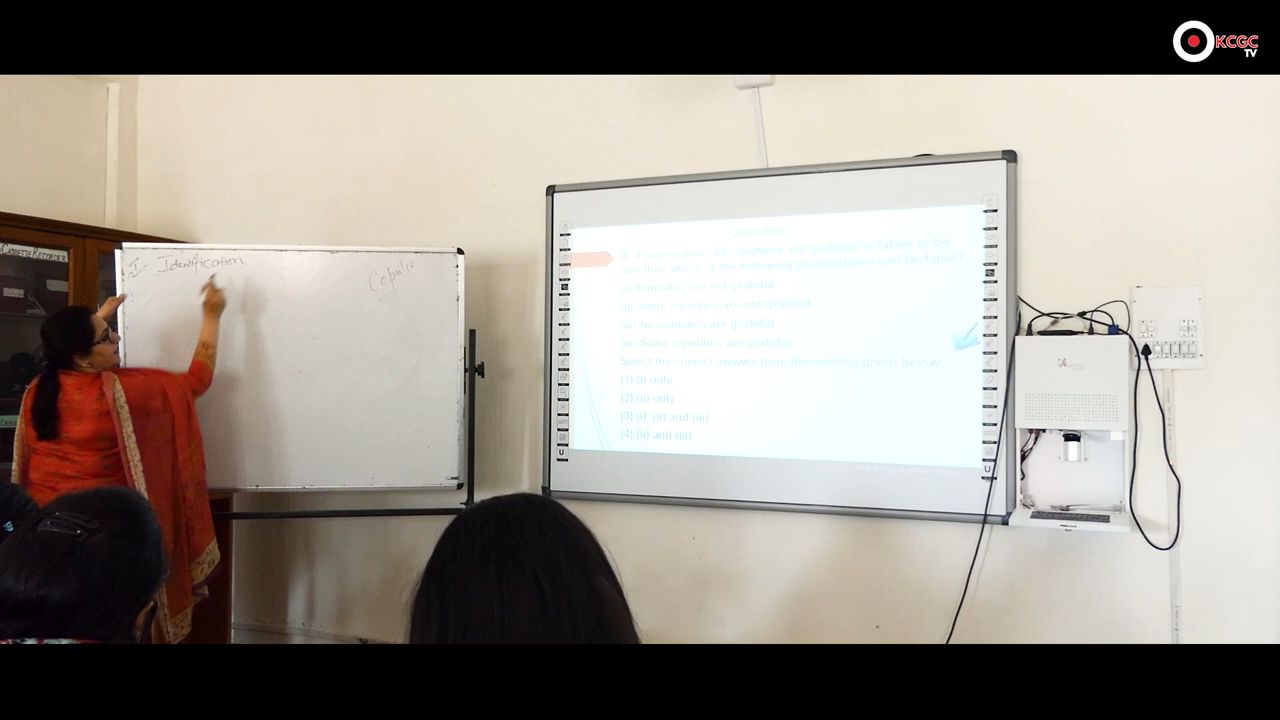 KCGC
TV
CASSETTE RECORDER
I Identification
Copula
Question
Q. If proposition 'All republics are grateful' is taken to be
true then which of the following propositions can be false?
(i) Republics are not grateful.
(ii) Some republics are not grateful.
(iii) No republics are grateful.
(iv) Some republics are grateful.
Select the correct answer from the options given below:
(1) (i) only
(2) (ii) only
(3) (i), (ii) and (iii)
(4) (ii) and (iii)